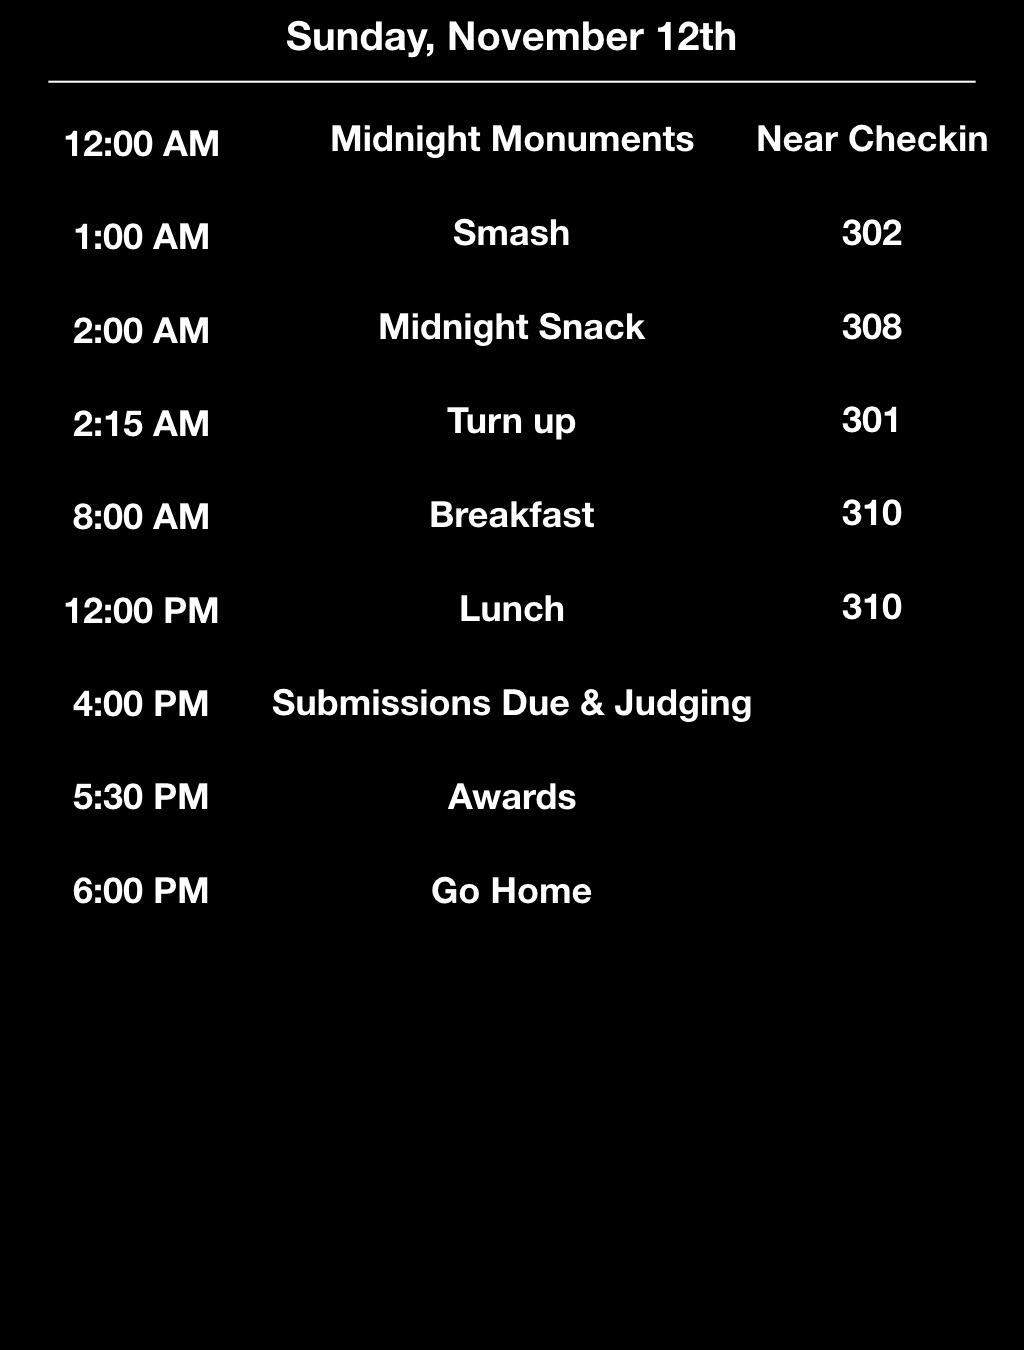 Sunday, November 12th
12:00 AM Midnight Monuments Near Checkin
1:00 AM Smash 302
2:00 AM Midnight Snack 308
2:15 AM Turn up 301
8:00 AM Breakfast 310
12:00 PM Lunch 310
4:00 PM Submissions Due & Judging
5:30 PM Awards
6:00 PM Go Home